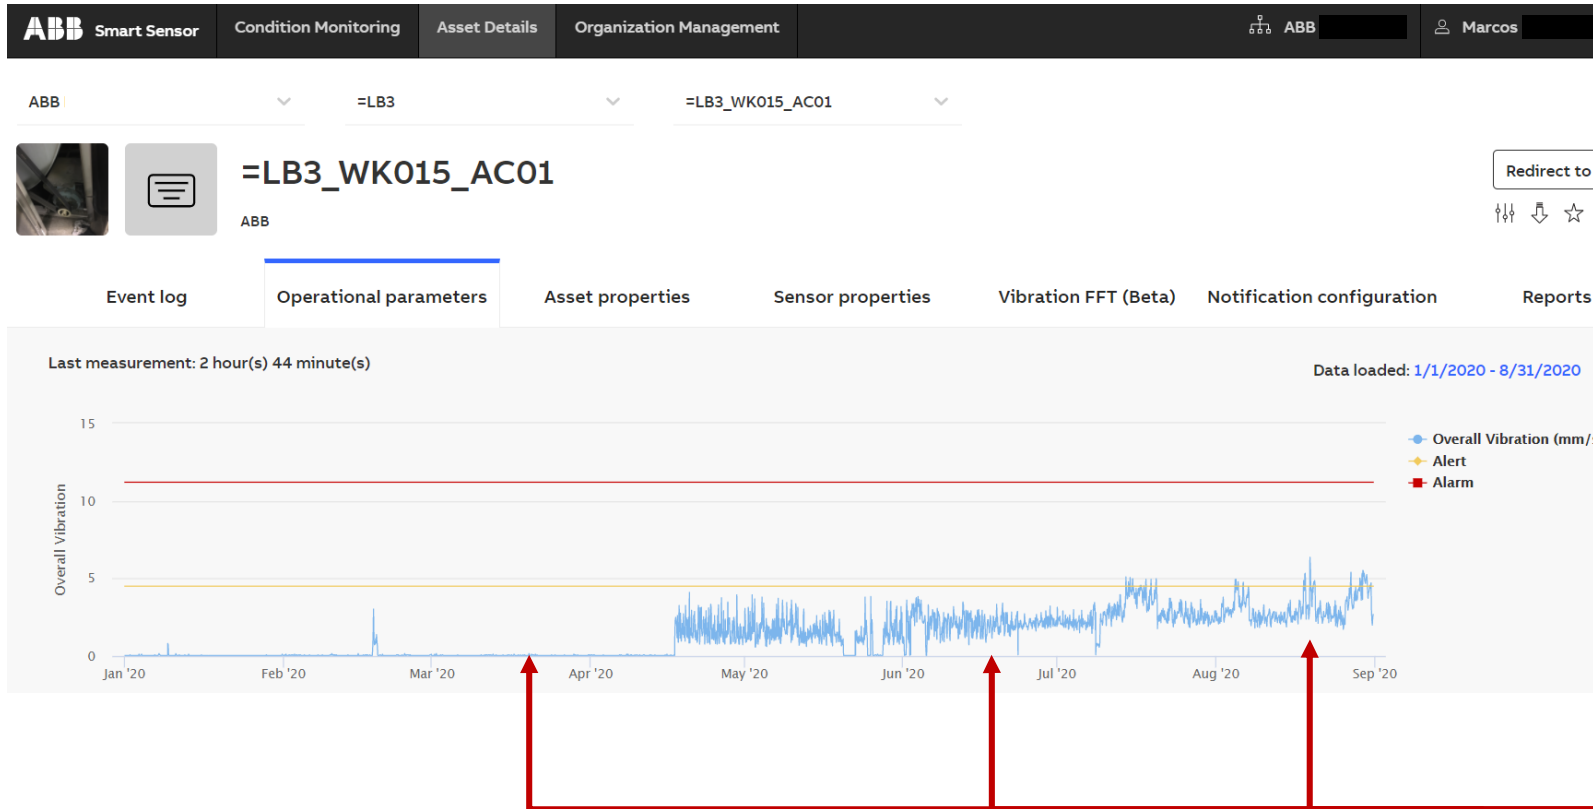 ABB Smart Sensor Condition Monitoring Asset Details Organization Management ABB Marcos
ABB =LB3 =LB3_WK015_AC01
=LB3_WK015_AC01
ABB
Redirect to
Event log Operational parameters Asset properties Sensor properties Vibration FFT (Beta) Notification configuration Reports
Last measurement: 2 hour(s) 44 minute(s)
Data loaded: 1/1/2020 - 8/31/2020
15
10
5
0
Overall Vibration
Jan '20 Feb '20 Mar '20 Apr '20 May '20 Jun '20 Jul '20 Aug '20 Sep '20
Overall Vibration (mm/
Alert
Alarm